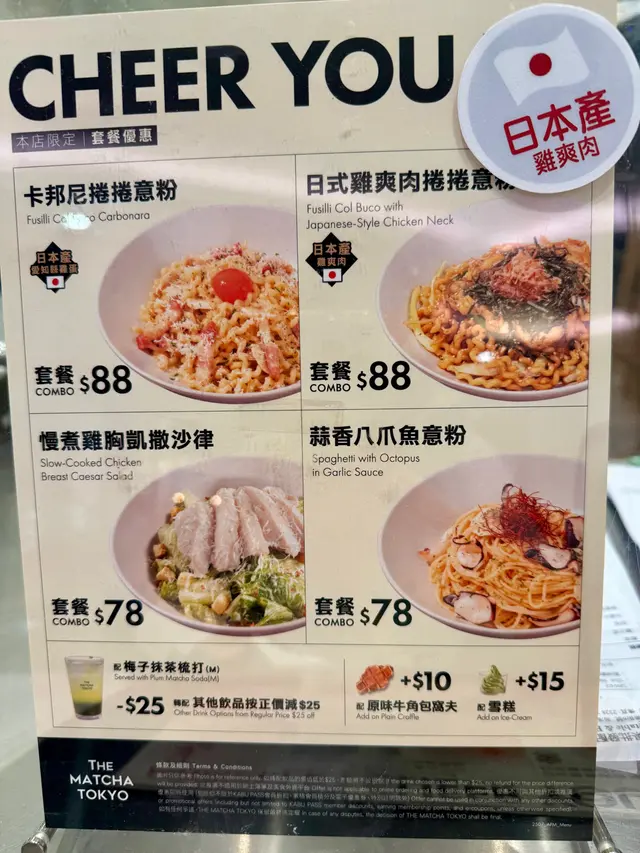 CHEER YOU
日本產
雞爽肉
本店限定 | 套餐優惠
卡邦尼捲捲意粉
Fusilli Carbonara
日本產
愛知縣雞蛋
套餐
COMBO
$88
日式雞爽肉捲捲意
Fusilli Col Buco with
Japanese-Style Chicken Neck
日本產
雞爽肉
套餐
COMBO
$88
慢煮雞胸凱撒沙律
Slow-Cooked Chicken
Breast Caesar Salad
套餐
COMBO
$78
蒜香八爪魚意粉
Spaghetti with Octopus
in Garlic Sauce
套餐
COMBO
$78
配 梅子抹茶梳打(M)
Served with Plum Matcha Soda(M)
-$25
轉配 其他飲品按正價減$25
Other Drink Options from Regular Price $25 off
+$10
配 原味牛角包窩夫
Add on Plain Croffle
+$15
配 雪糕
Add on Ice-Cream
THE
MATCHA
TOKYO
條款及細則 Terms & Conditions